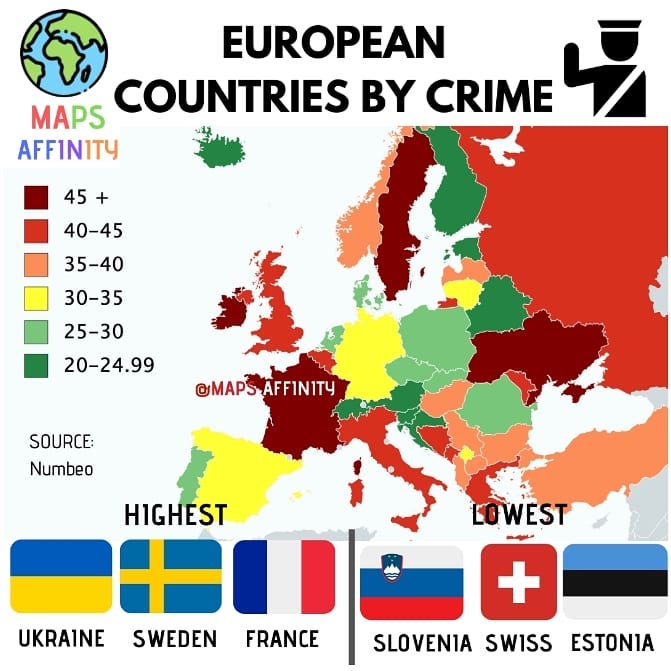 EUROPEAN
COUNTRIES BY CRIME
MAPS
AFFINITY
45 +
40-45
35-40
30-35
25-30
20-24.99
@MAPS AFFINITY
SOURCE:
Numbeo
HIGHEST
LOWEST
UKRAINE SWEDEN FRANCE
SLOVENIA SWISS ESTONIA